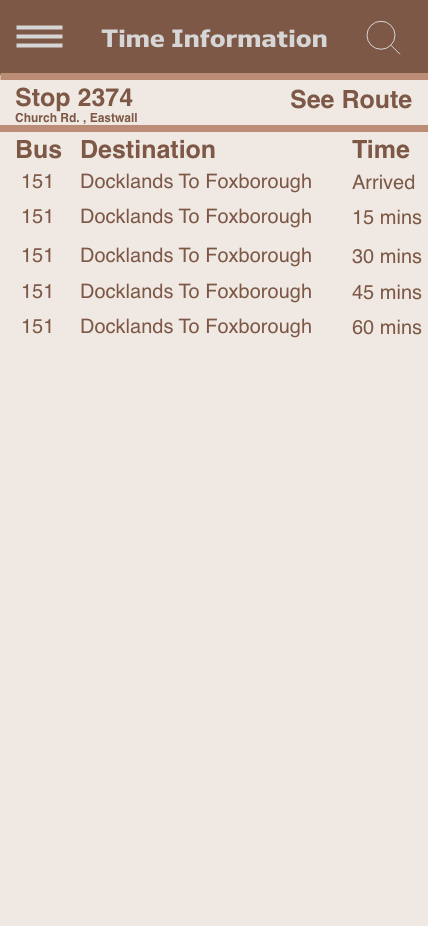 Time Information
Stop 2374
Church Rd. , Eastwall
See Route
Bus Destination Time
151 Docklands To Foxborough Arrived
151 Docklands To Foxborough 15 mins
151 Docklands To Foxborough 30 mins
151 Docklands To Foxborough 45 mins
151 Docklands To Foxborough 60 mins